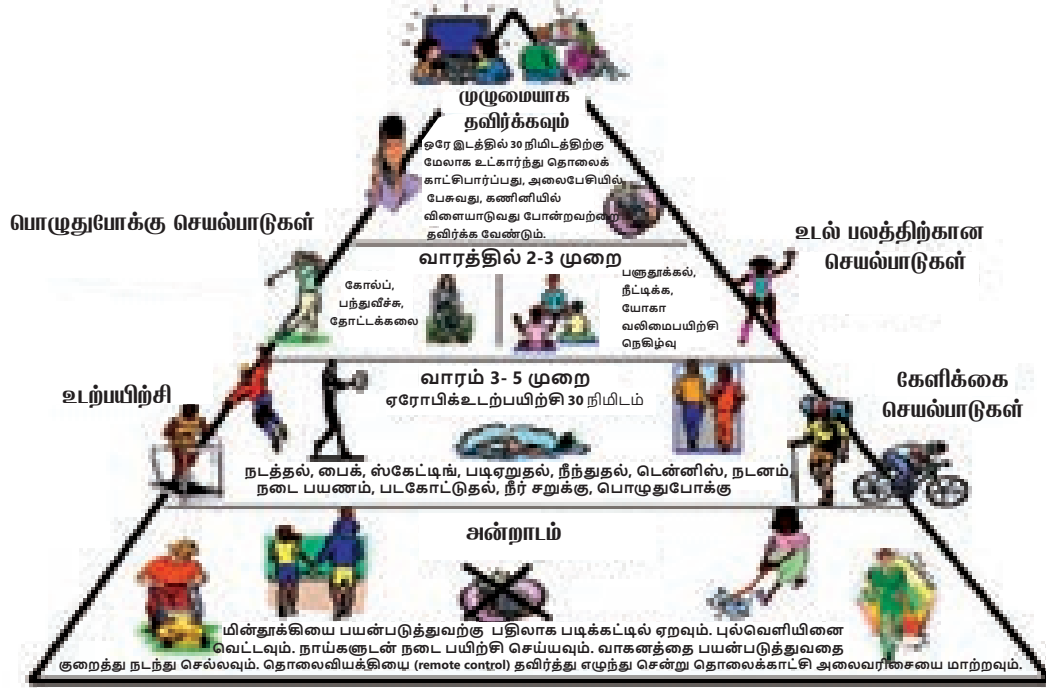 முழுமையாக
தவிர்க்கவும்
ஒரே இடத்தில் 30 நிமிடத்திற்கு
மேலாக உட்கார்ந்து தொலைக்
காட்சிபார்ப்பது, அலைபேசியில்
பேசுவது, கணினியில்
விளையாடுவது போன்றவற்றை
தவிர்க்க வேண்டும்.
பொழுதுபோக்கு செயல்பாடுகள்
உடல் பலத்திற்கான
செயல்பாடுகள்
வாரத்தில் 2-3 முறை
கோல்ப்,
பந்துவீச்சு,
தோட்டக்கலை
பளுதூக்கல்,
நீட்டிக்க,
யோகா
வலிமைபயிற்சி
நெகிழ்வு
உடற்பயிற்சி
கேளிக்கை
செயல்பாடுகள்
வாரம் 3- 5 முறை
ஏரோபிக்உடற்பயிற்சி 30 நிமிடம்
நடத்தல், பைக், ஸ்கேட்டிங், படிஏறுதல், நீந்துதல், டென்னிஸ், நடனம்,
நடை பயணம், படகோட்டுதல், நீர் சறுக்கு, பொழுதுபோக்கு
அன்றாடம்
மின்தூக்கியை பயன்படுத்துவற்கு பதிலாக படிக்கட்டில் ஏறவும். புல்வெளியினை
வெட்டவும். நாய்களுடன் நடை பயிற்சி செய்யவும். வாகனத்தை பயன்படுத்துவதை
குறைத்து நடந்து செல்லவும். தொலைவியக்கியை (remote control) தவிர்த்து எழுந்து சென்று தொலைக்காட்சி அலைவரிசையை மாற்றவும்.